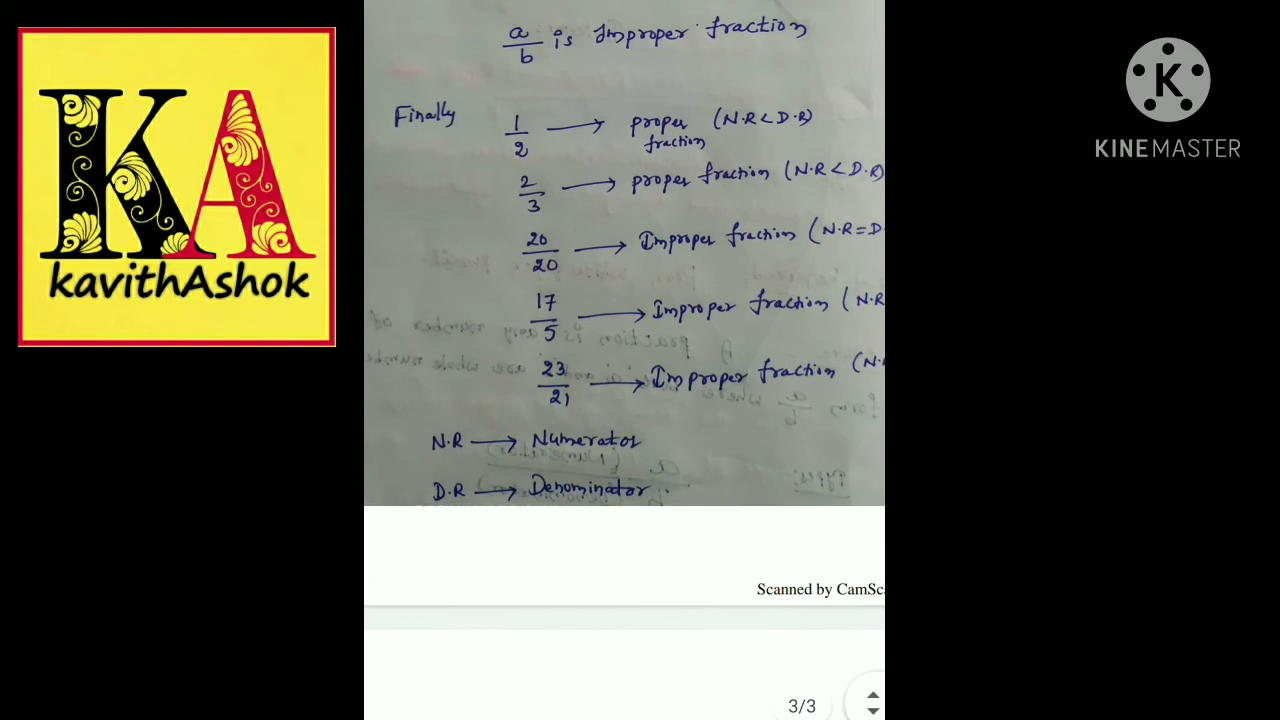 a/b is Improper fraction
Finally 1/2 → proper fraction (N.R < D.R)
2/3 → proper fraction (N.R < D.R)
20/20 → Improper fraction (N.R = D.
17/5 → Improper fraction (N.R
23/21 → Improper fraction (N.
N.R → Numerator
D.R → Denominator.
Scanned by CamSc
3/3
KA
kavithAshok
K
KINEMASTER